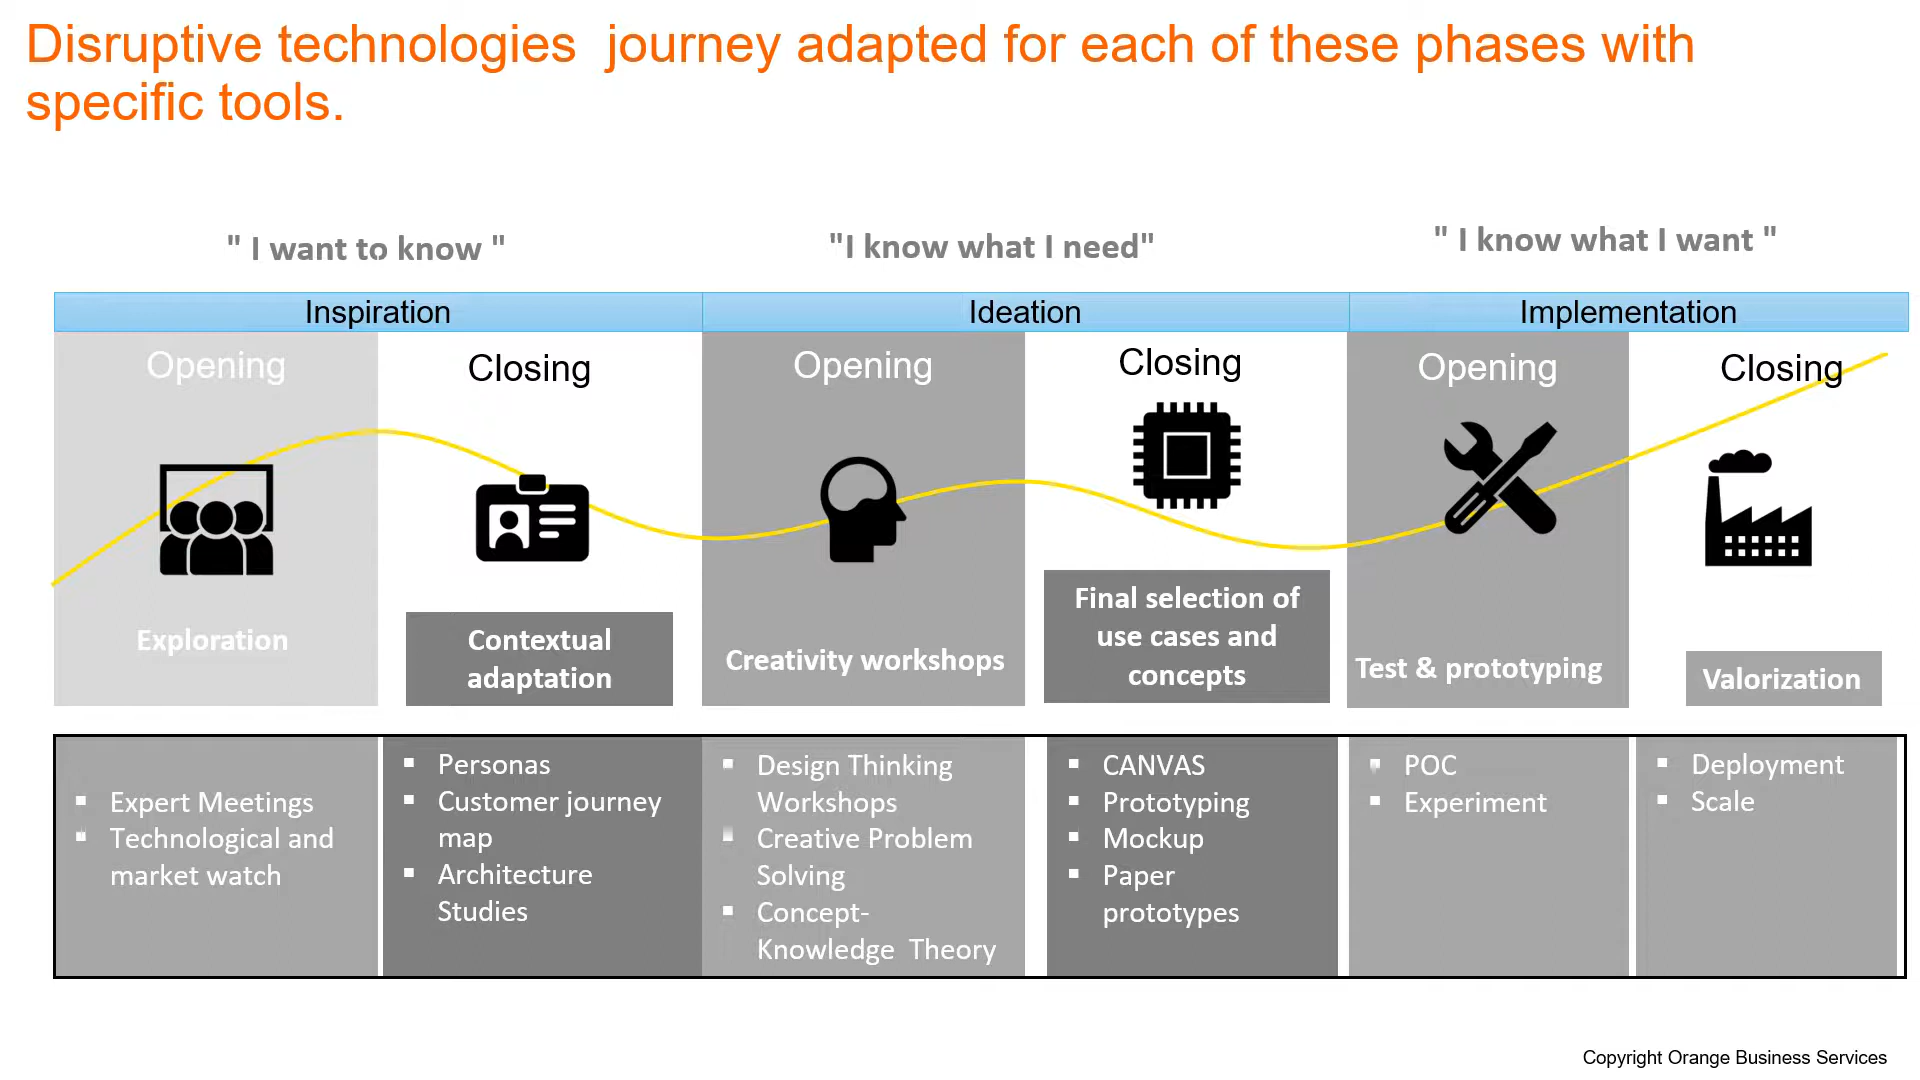 Disruptive technologies  journey adapted for each of these phases with
specific tools.
" I want to know "
"I know what I need"
" I know what I want "
Inspiration
Ideation
Implementation
Opening
Closing
Opening
Closing
Opening
Closing
Exploration
Contextual
adaptation
Creativity workshops
Final selection of
use cases and
concepts
Test & prototyping
Valorization
▪ Expert Meetings
▪ Technological and
market watch
▪ Personas
▪ Customer journey
map
▪ Architecture
Studies
▪ Design Thinking
Workshops
▪ Creative Problem
Solving
▪ Concept-
Knowledge  Theory
▪ CANVAS
▪ Prototyping
▪ Mockup
▪ Paper
prototypes
▪ POC
▪ Experiment
▪ Deployment
▪ Scale
Copyright Orange Business Services